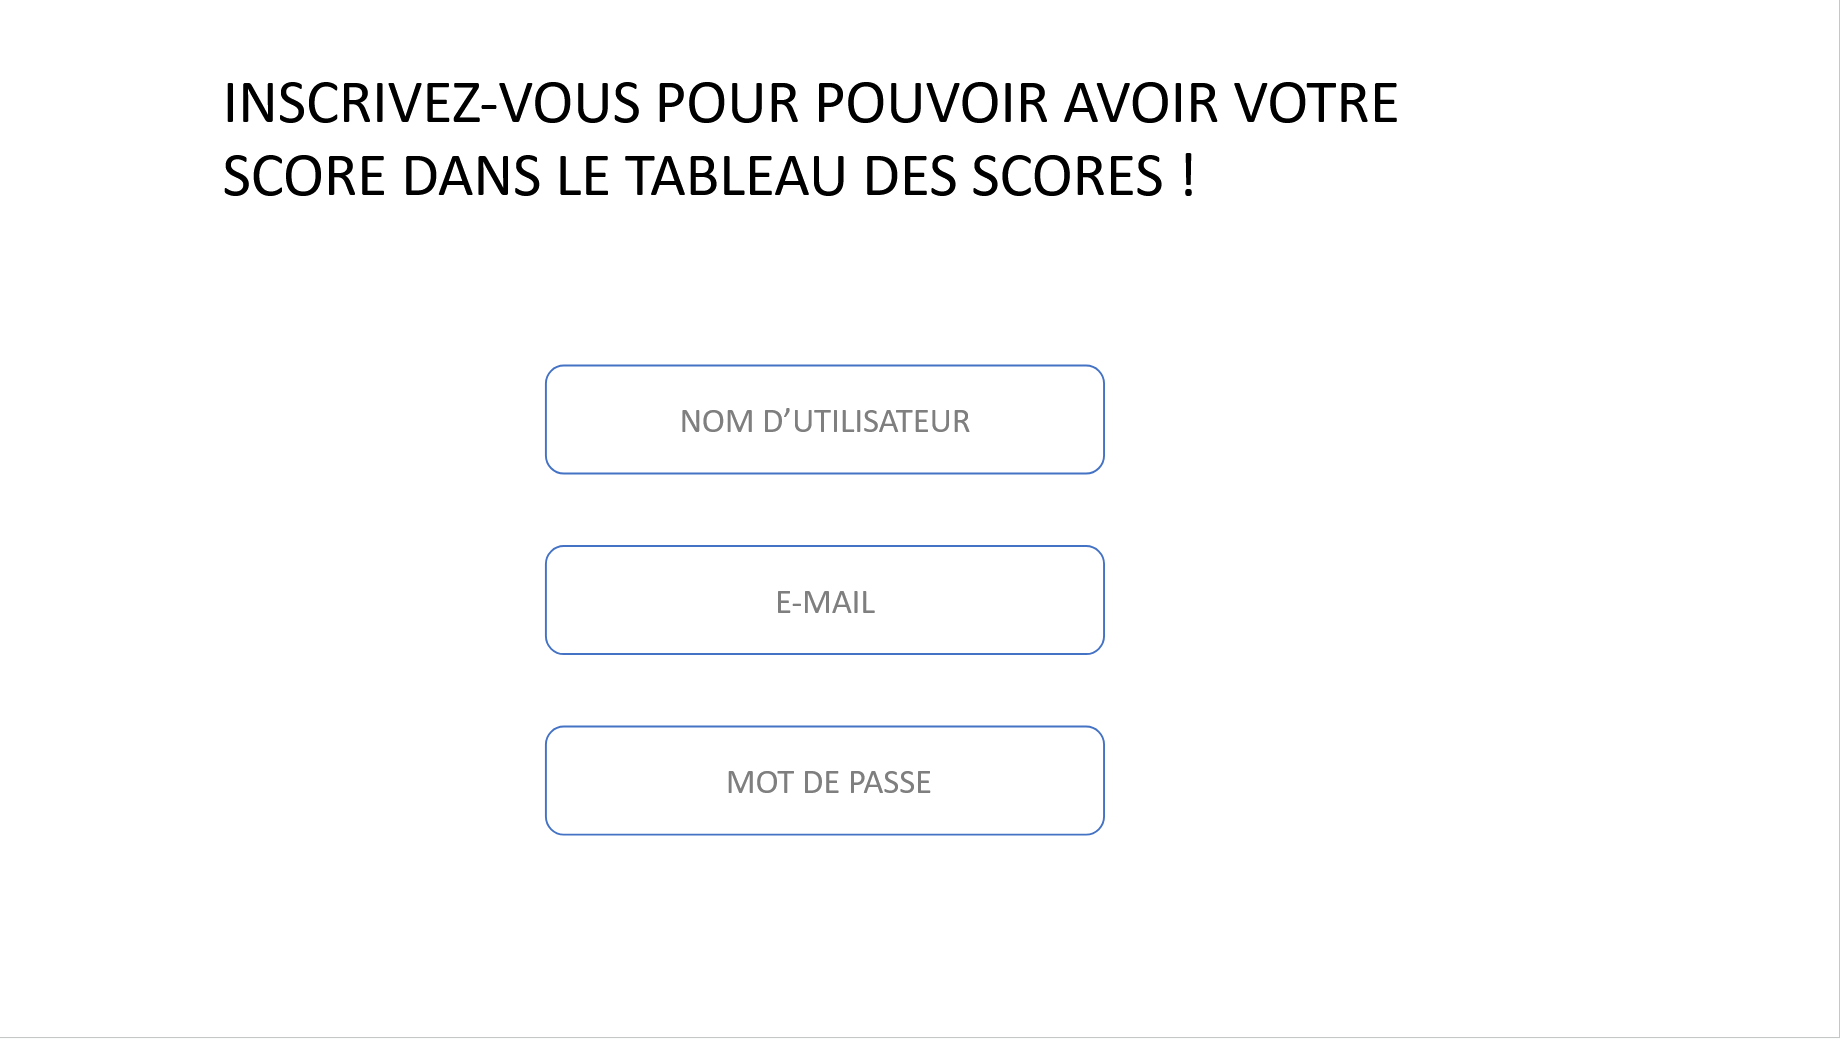 INSCRIVEZ-VOUS POUR POUVOIR AVOIR VOTRE
SCORE DANS LE TABLEAU DES SCORES !
NOM D’UTILISATEUR
E-MAIL
MOT DE PASSE